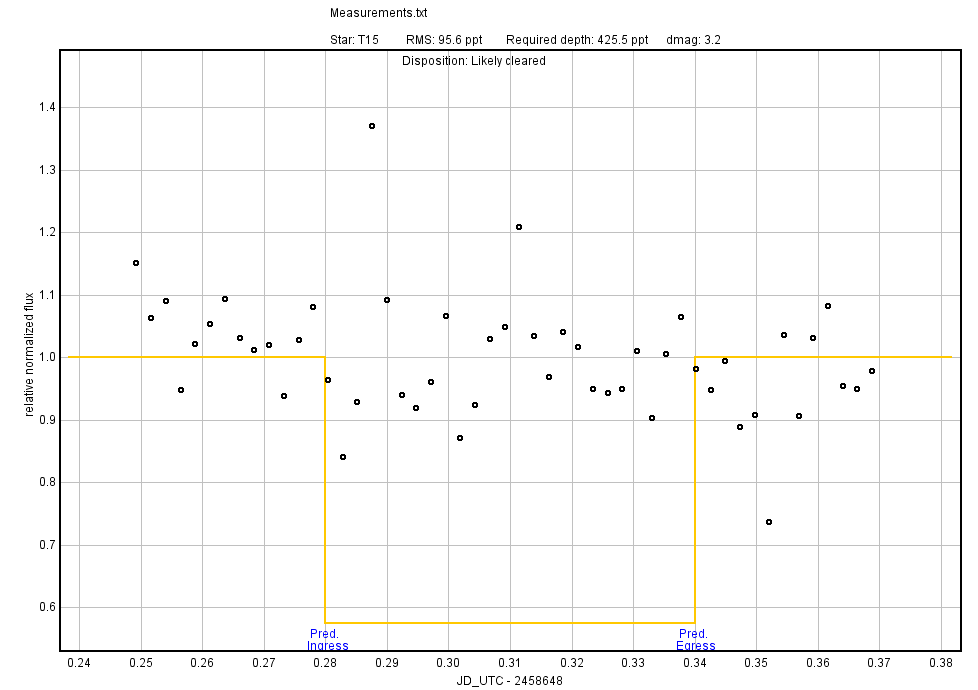 Measurements.txt
Star: T15 RMS: 95.6 ppt Required depth: 425.5 ppt dmag: 3.2
Disposition: Likely cleared
relative normalized flux
1.4
1.3
1.2
1.1
1.0
0.9
0.8
0.7
0.6
Pred. Pred.
Ingress Egress
0.24 0.25 0.26 0.27 0.28 0.29 0.30 0.31 0.32 0.33 0.34 0.35 0.36 0.37 0.38
JD_UTC - 2458648